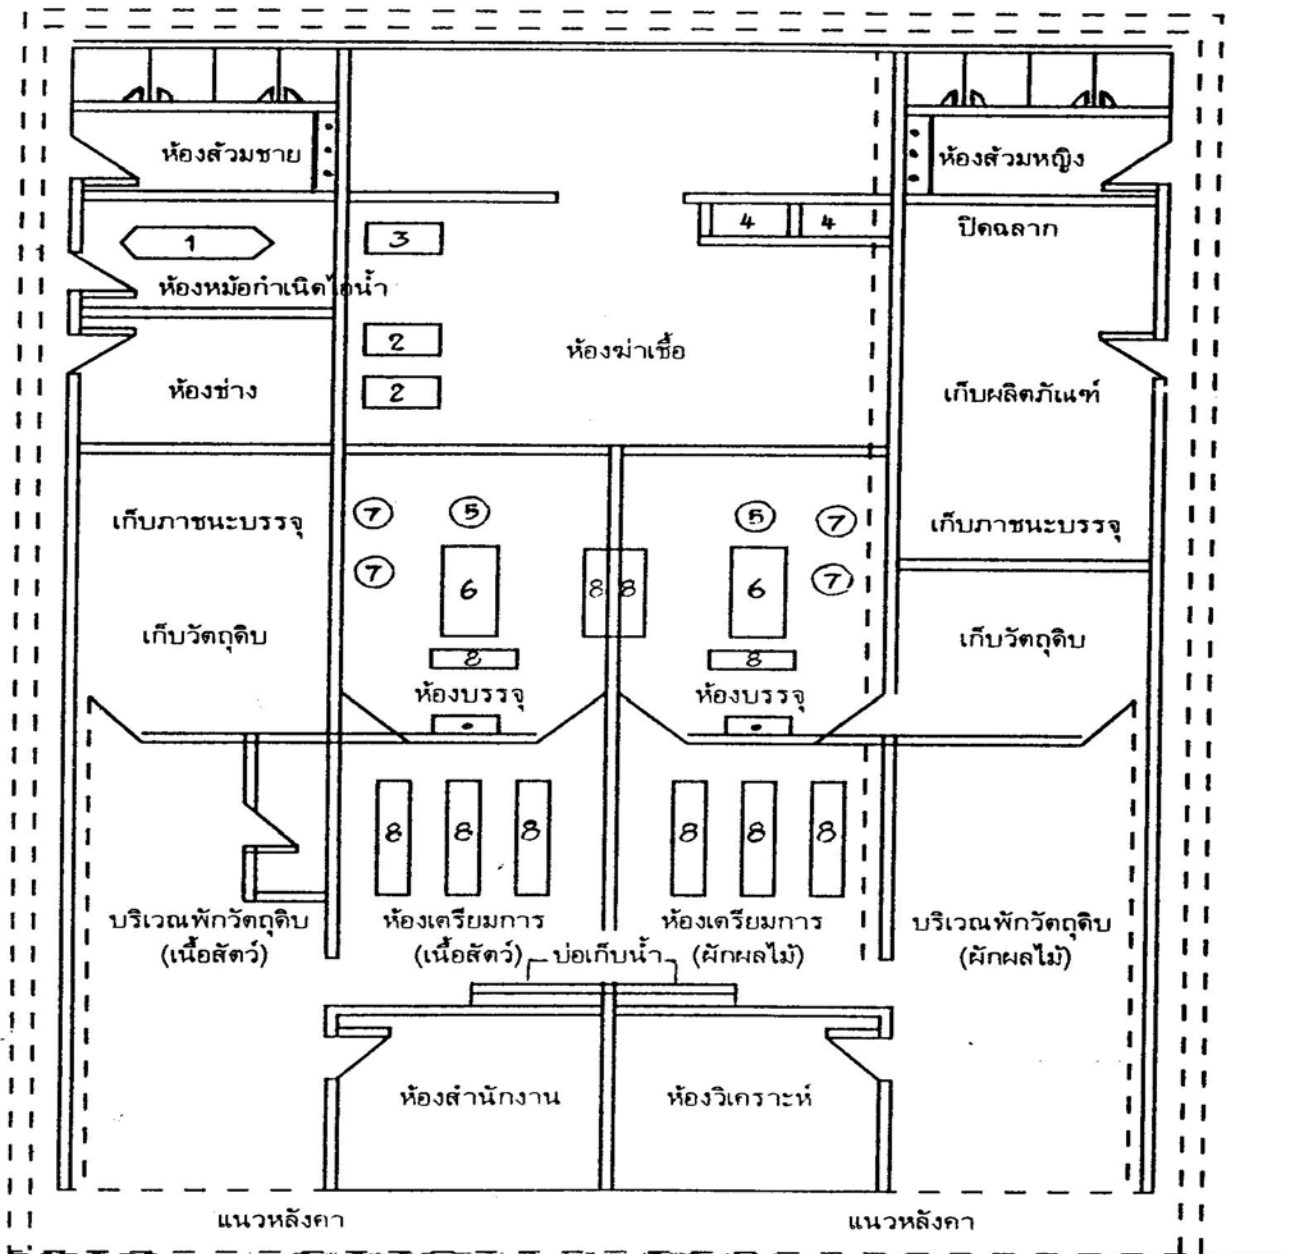 ห้องส้วมชาย
ห้องส้วมหญิง
1
3
4
4
ปิดฉลาก
ห้องหม้อกำเนิดไอน้ำ
2
ห้องฆ่าเชื้อ
ห้องช่าง
2
เก็บผลิตภัณฑ์
เก็บภาชนะบรรจุ
7
5
5
7
เก็บภาชนะบรรจุ
7
6
8
8
6
7
เก็บวัตถุดิบ
8
8
เก็บวัตถุดิบ
ห้องบรรจุ
ห้องบรรจุ
8
8
8
8
8
8
บริเวณพักวัตถุดิบ
(เนื้อสัตว์)
ห้องเตรียมการ
(เนื้อสัตว์)
บ่อเก็บน้ำ
ห้องเตรียมการ
(ผักผลไม้)
บริเวณพักวัตถุดิบ
(ผักผลไม้)
ห้องสำนักงาน
ห้องวิเคราะห์
แนวหลังคา
แนวหลังคา